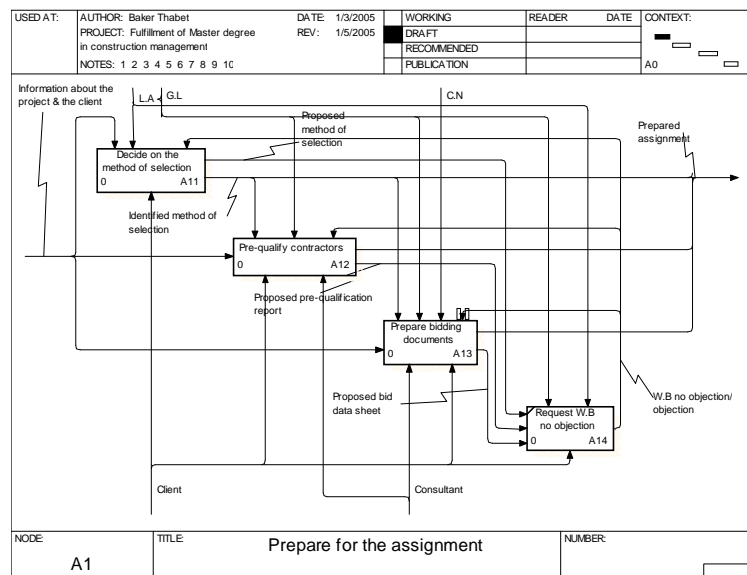 USED AT:
AUTHOR: Baker Thabet
DATE: 1/3/2005
PROJECT: Fulfillment of Master degree
in construction management
REV: 1/5/2005
NOTES: 1 2 3 4 5 6 7 8 9 10
WORKING
DRAFT
RECOMMENDED
PUBLICATION
READER DATE
CONTEXT:
A0
Information about the
project & the client
L.A
G.L
C.N
Proposed
method of
selection
Prepared
assignment
Decide on the
method of selection
0 A11
Identified method of
selection
Pre-qualify contractors
0 A12
Proposed pre-qualification
report
Prepare bidding
documents
0 A13
Proposed bid
data sheet
W.B no objection/
objection
Request W.B
no objection
0 A14
Client
Consultant
NODE:
A1
TITLE:
Prepare for the assignment
NUMBER: